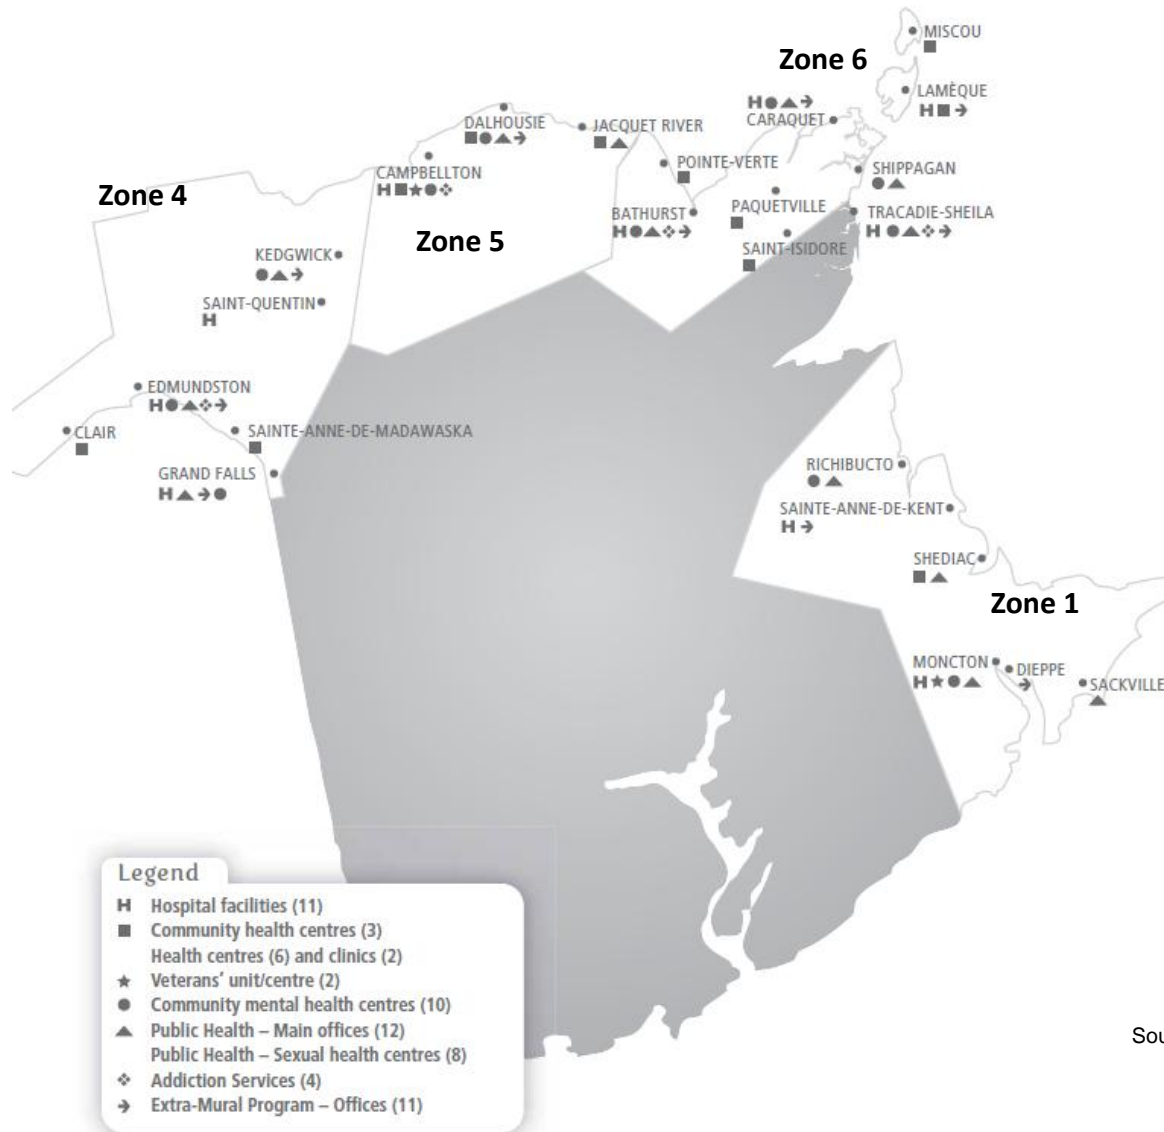 MISCOU
Zone 6
LAMÈQUE
H
H
CARAQUET
DALHOUSIE
JACQUET RIVER
POINTE-VERTE
SHIPPAGAN
CAMPBELLTON
H
Zone 4
BATHURST
H
PAQUETVILLE
TRACADIE-SHEILA
H
Zone 5
SAINT-ISIDORE
KEDGWICK
SAINT-QUENTIN
H
EDMUNDSTON
H
CLAIR
SAINTE-ANNE-DE-MADAWASKA
GRAND FALLS
H
RICHIBUCTO
SAINTE-ANNE-DE-KENT
H
SHEDIAC
Zone 1
MONCTON
H
DIEPPE
SACKVILLE
Legend
H Hospital facilities (11)
Community health centres (3)
Health centres (6) and clinics (2)
Veterans' unit/centre (2)
Community mental health centres (10)
Public Health – Main offices (12)
Public Health – Sexual health centres (8)
Addiction Services (4)
Extra-Mural Program – Offices (11)
Sou